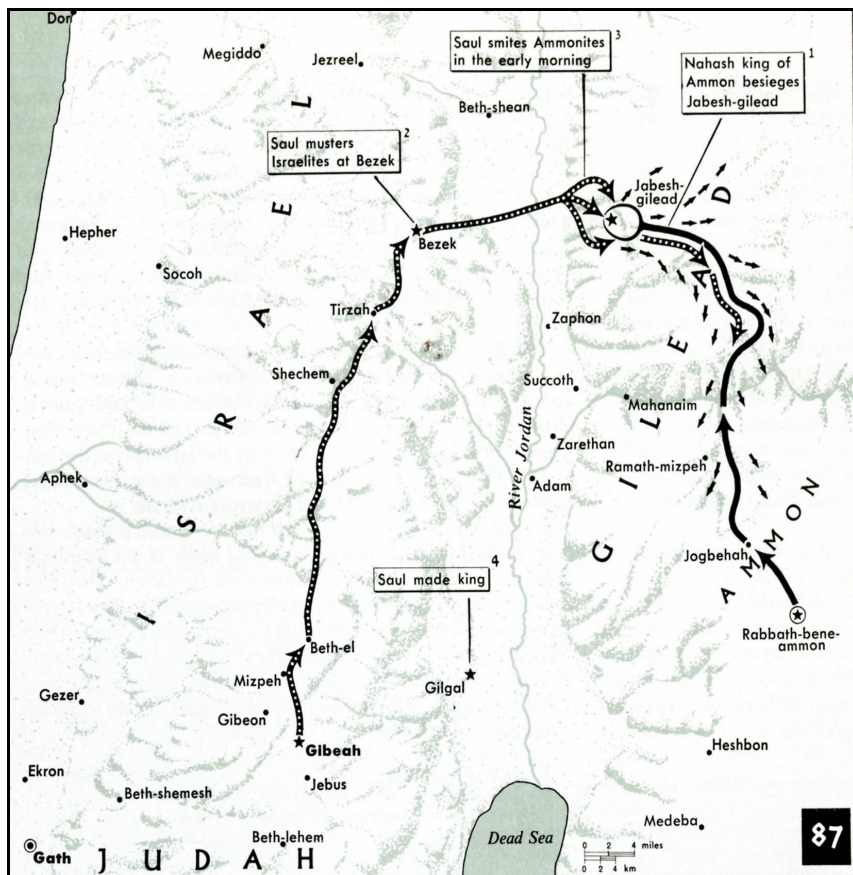 Dor
Megiddo
Jezreel
Saul smites Ammonites
in the early morning
3
Nahash king of
Ammon besieges
Jabesh-gilead
1
Beth-shean
Saul musters
Israelites at Bezek
2
Jabesh-
gilead
Hepher
Bezek
Socoh
Tirzah
Zaphon
Shechem
Succoth
Mahanaim
Zarethan
Ramath-mizpeh
Aphek
Adam
River Jordan
ISRAEL
GILEAD
Jogbehah
AMMON
Saul made king
4
Rabbath-bene-
ammon
Beth-el
Mizpeh
Gilgal
Gezer
Gibeon
Gibeah
Heshbon
Ekron
Jebus
Beth-shemesh
Medeba
Beth-lehem
Dead Sea
Gath
JUDAH
0 2 4 miles
0 2 4 km
87